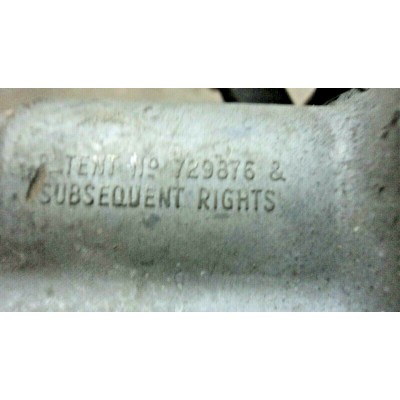 PATENT No 729876 &
SUBSEQUENT RIGHTS